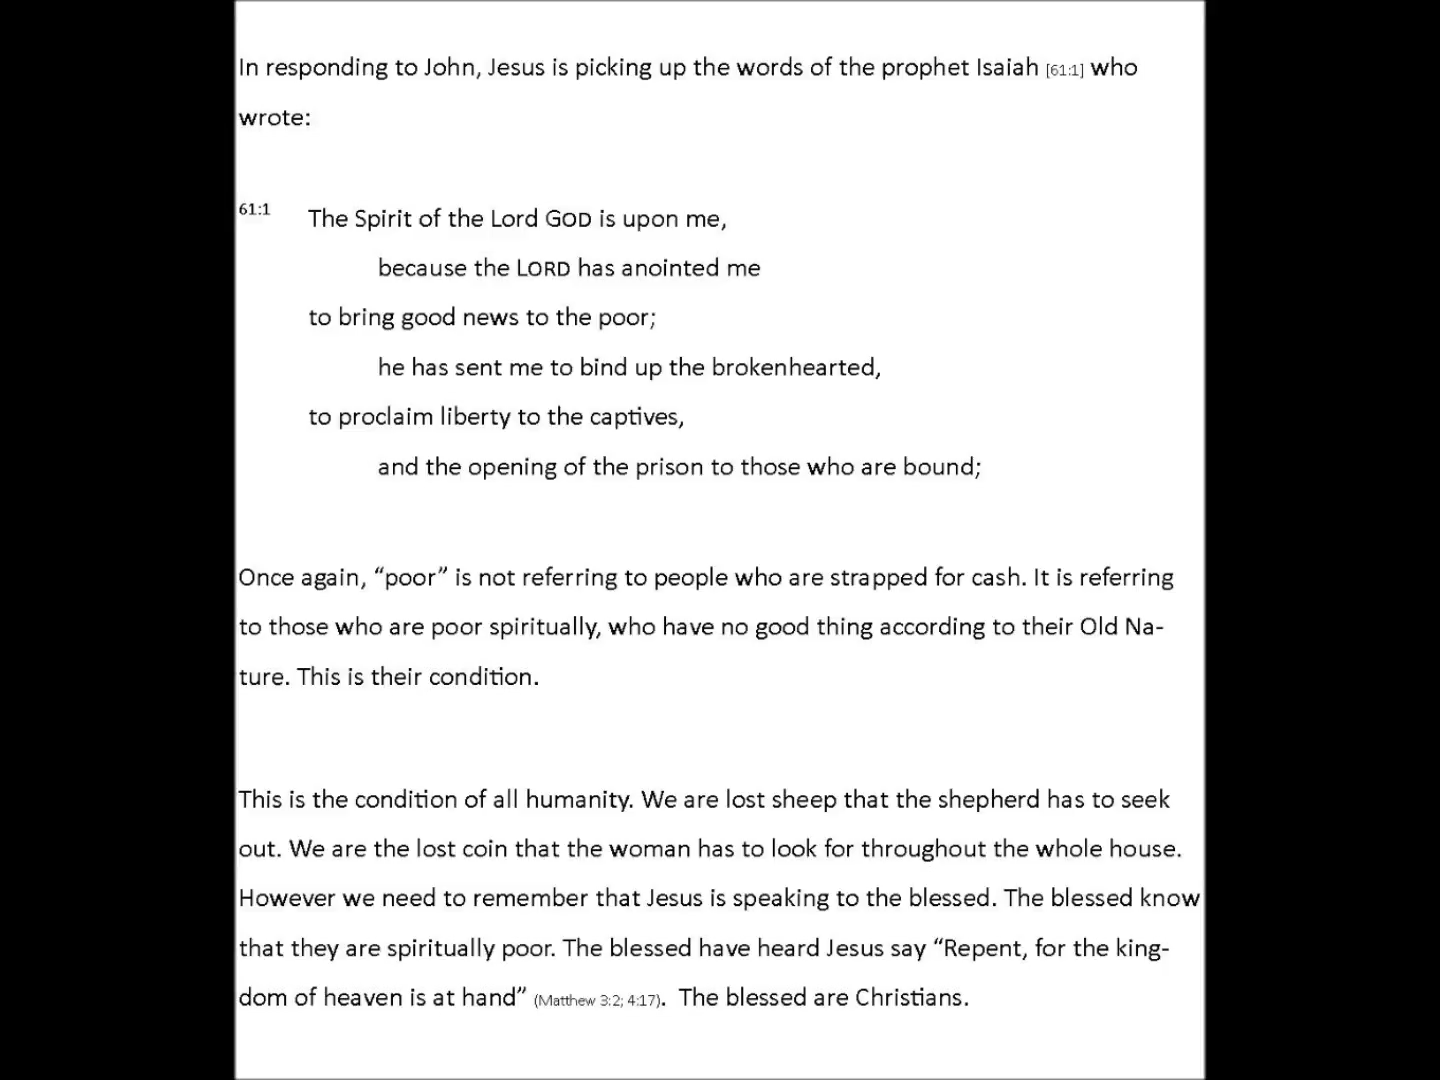 In responding to John, Jesus is picking up the words of the prophet Isaiah [61:1] who
wrote:
61:1 The Spirit of the Lord GOD is upon me,
because the LORD has anointed me
to bring good news to the poor;
he has sent me to bind up the brokenhearted,
to proclaim liberty to the captives,
and the opening of the prison to those who are bound;
Once again, “poor” is not referring to people who are strapped for cash. It is referring
to those who are poor spiritually, who have no good thing according to their Old Na-
ture. This is their condition.
This is the condition of all humanity. We are lost sheep that the shepherd has to seek
out. We are the lost coin that the woman has to look for throughout the whole house.
However we need to remember that Jesus is speaking to the blessed. The blessed know
that they are spiritually poor. The blessed have heard Jesus say “Repent, for the king-
dom of heaven is at hand” (Matthew 3:2; 4:17). The blessed are Christians.